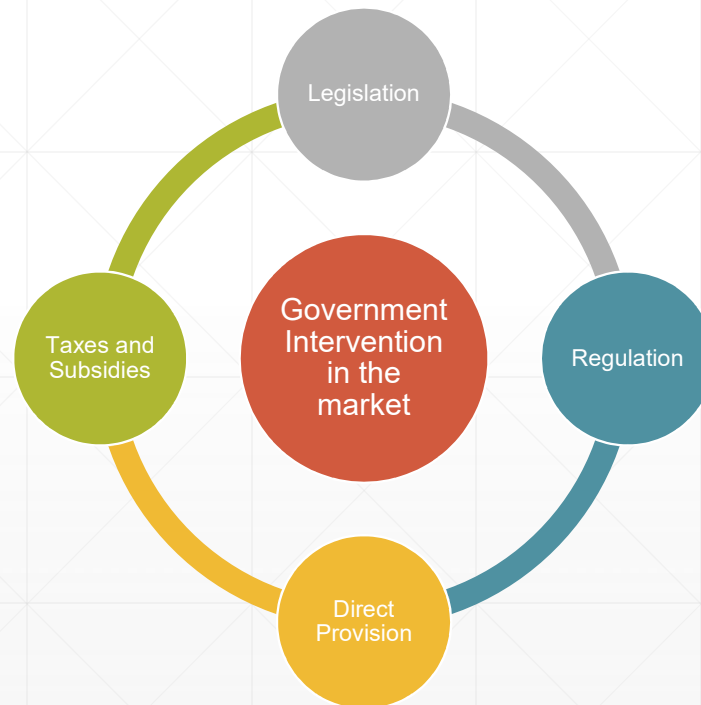 Legislation
Government
Intervention
in the
market
Taxes and
Subsidies
Regulation
Direct
Provision